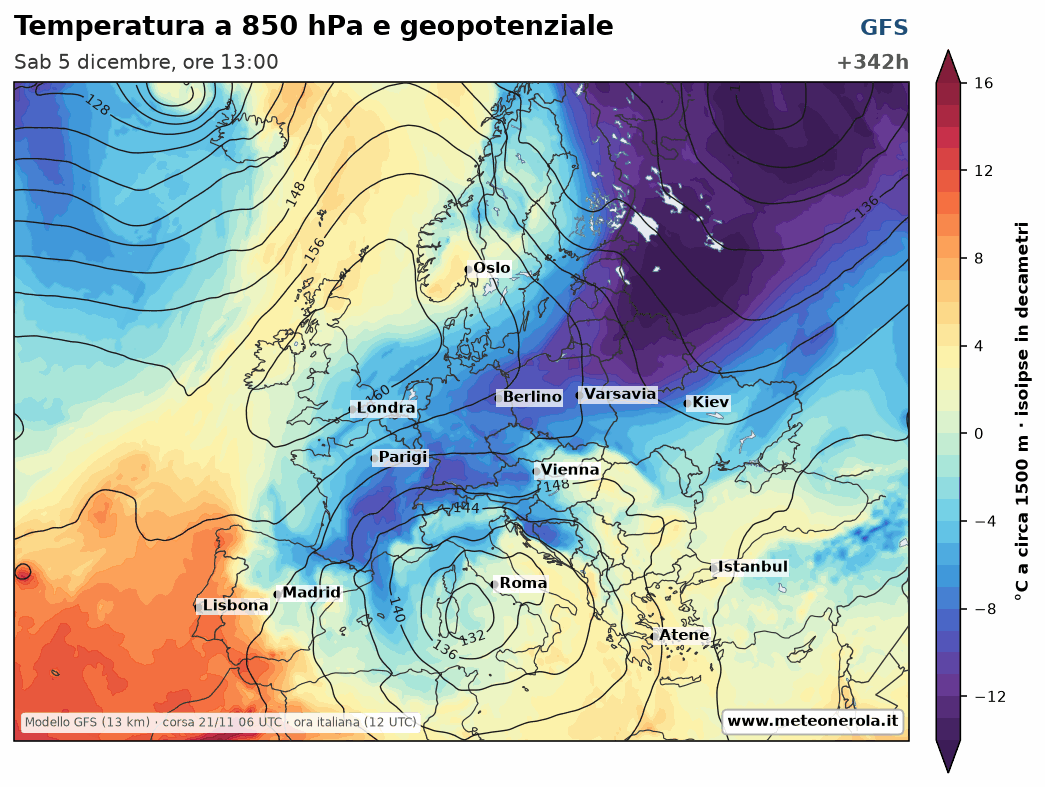 Temperatura a 850 hPa e geopotenziale
GFS
Sab 5 dicembre, ore 13:00
+342h
128
148
136
156
Oslo
160
Londra
Berlino
Varsavia
Kiev
Parigi
Vienna
148
144
Roma
Istanbul
Madrid
Lisbona
140
132
136
Atene
Modello GFS (13 km) · corsa 21/11 06 UTC · ora italiana (12 UTC)
www.meteonerola.it
16
12
8
4
0
−4
−8
−12
°C a circa 1500 m · isoipse in decametri